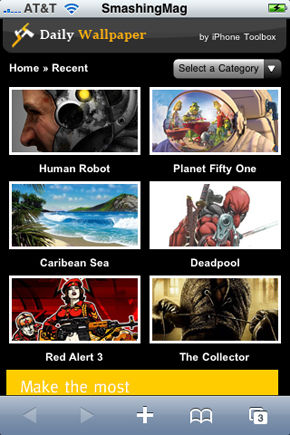 AT&T
SmashingMag
Daily Wallpaper
by iPhone Toolbox
Home » Recent
Select a Category
Human Robot
Planet Fifty One
Caribean Sea
Deadpool
Red Alert 3
The Collector
Make the most
3